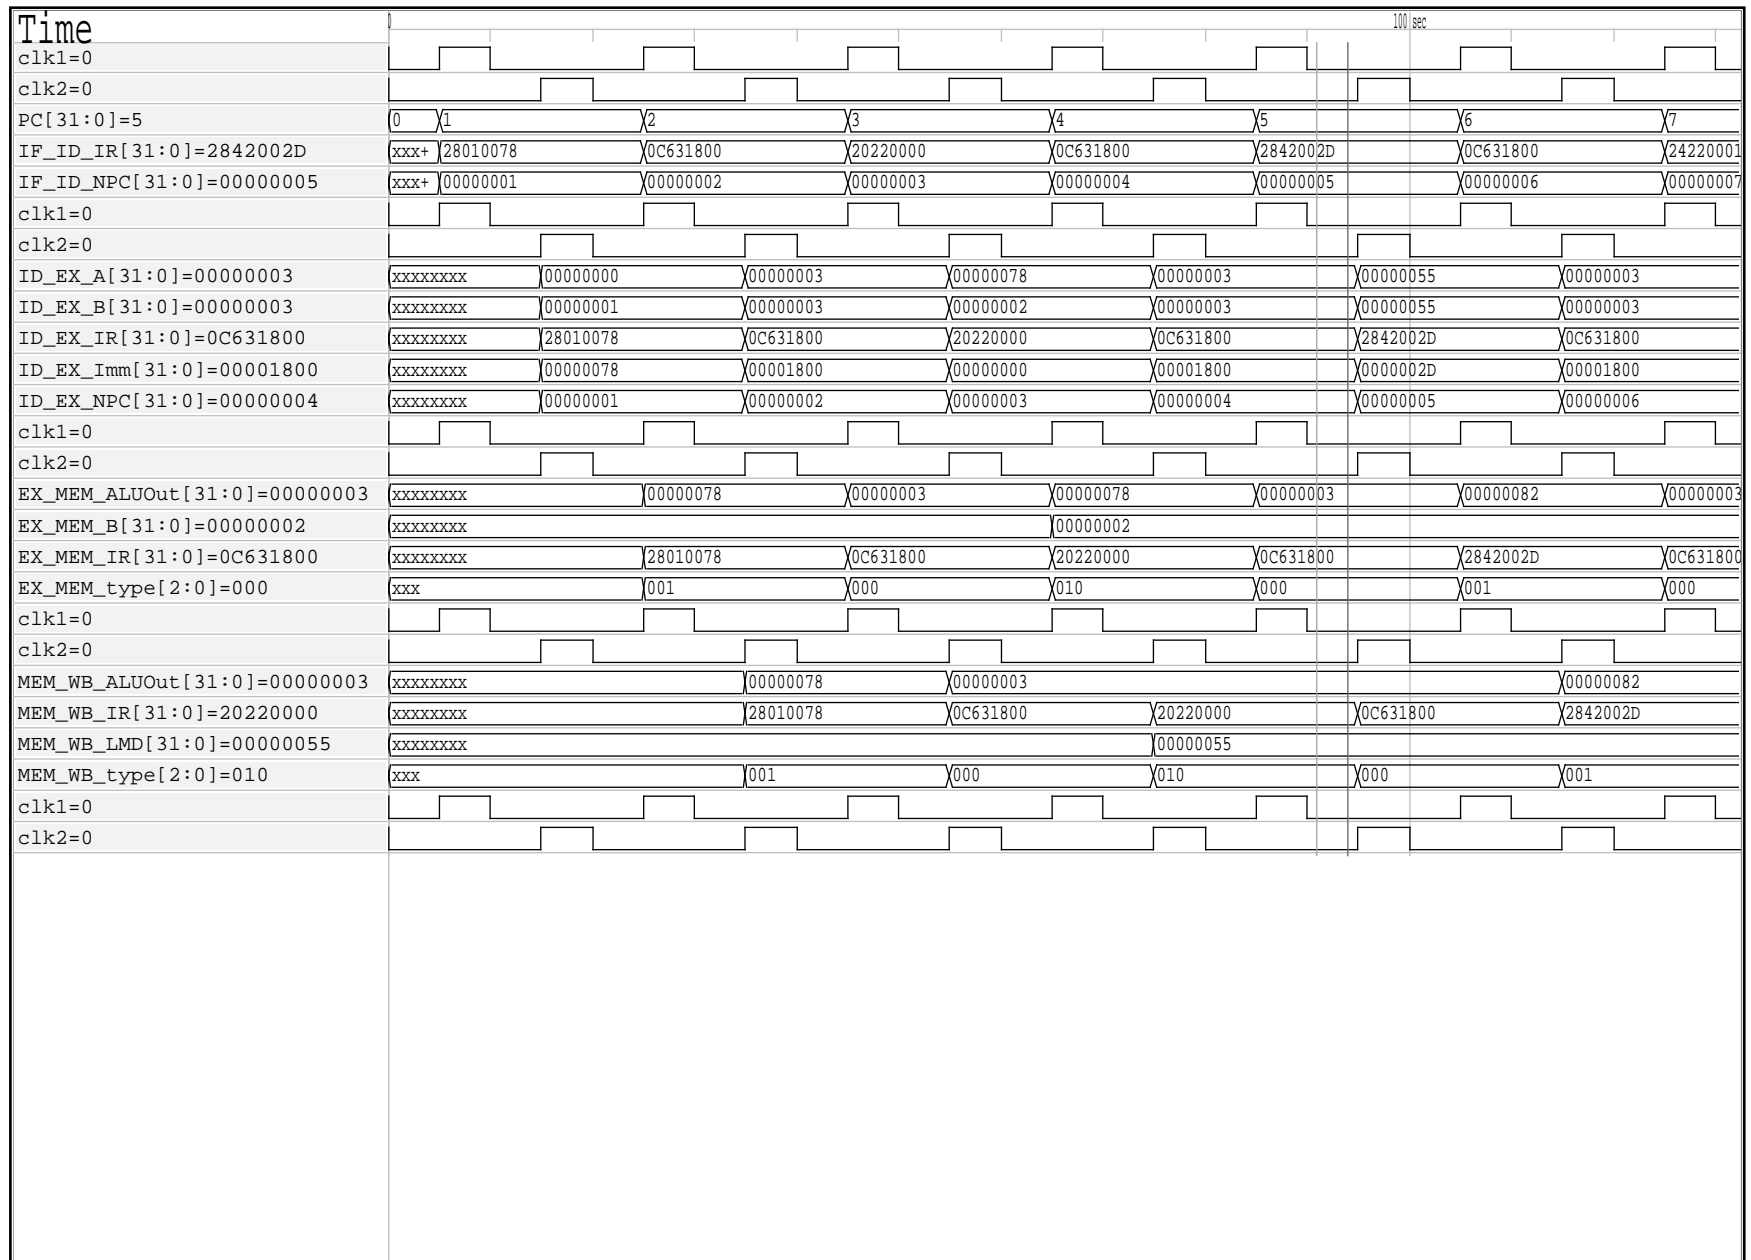 Time
0 100 sec
clk1=0
clk2=0
PC[31:0]=5 0 1 2 3 4 5 6 7
IF_ID_IR[31:0]=2842002D xxx+ 28010078 0C631800 20220000 0C631800 2842002D 0C631800 24220001
IF_ID_NPC[31:0]=00000005 xxx+ 00000001 00000002 00000003 00000004 00000005 00000006 00000007
clk1=0
clk2=0
ID_EX_A[31:0]=00000003 xxxxxxxx 00000000 00000003 00000078 00000003 00000055 00000003
ID_EX_B[31:0]=00000003 xxxxxxxx 00000001 00000003 00000002 00000003 00000055 00000003
ID_EX_IR[31:0]=0C631800 xxxxxxxx 28010078 0C631800 20220000 0C631800 2842002D 0C631800
ID_EX_Imm[31:0]=00001800 xxxxxxxx 00000078 00001800 00000000 00001800 0000002D 00001800
ID_EX_NPC[31:0]=00000004 xxxxxxxx 00000001 00000002 00000003 00000004 00000005 00000006
clk1=0
clk2=0
EX_MEM_ALUOut[31:0]=00000003 xxxxxxxx 00000078 00000003 00000078 00000003 00000082 00000003
EX_MEM_B[31:0]=00000002 xxxxxxxx 00000002
EX_MEM_IR[31:0]=0C631800 xxxxxxxx 28010078 0C631800 20220000 0C631800 2842002D 0C631800
EX_MEM_type[2:0]=000 xxx 001 000 010 000 001 000
clk1=0
clk2=0
MEM_WB_ALUOut[31:0]=00000003 xxxxxxxx 00000078 00000003 00000082
MEM_WB_IR[31:0]=20220000 xxxxxxxx 28010078 0C631800 20220000 0C631800 2842002D
MEM_WB_LMD[31:0]=00000055 xxxxxxxx 00000055
MEM_WB_type[2:0]=010 xxx 001 000 010 000 001
clk1=0
clk2=0